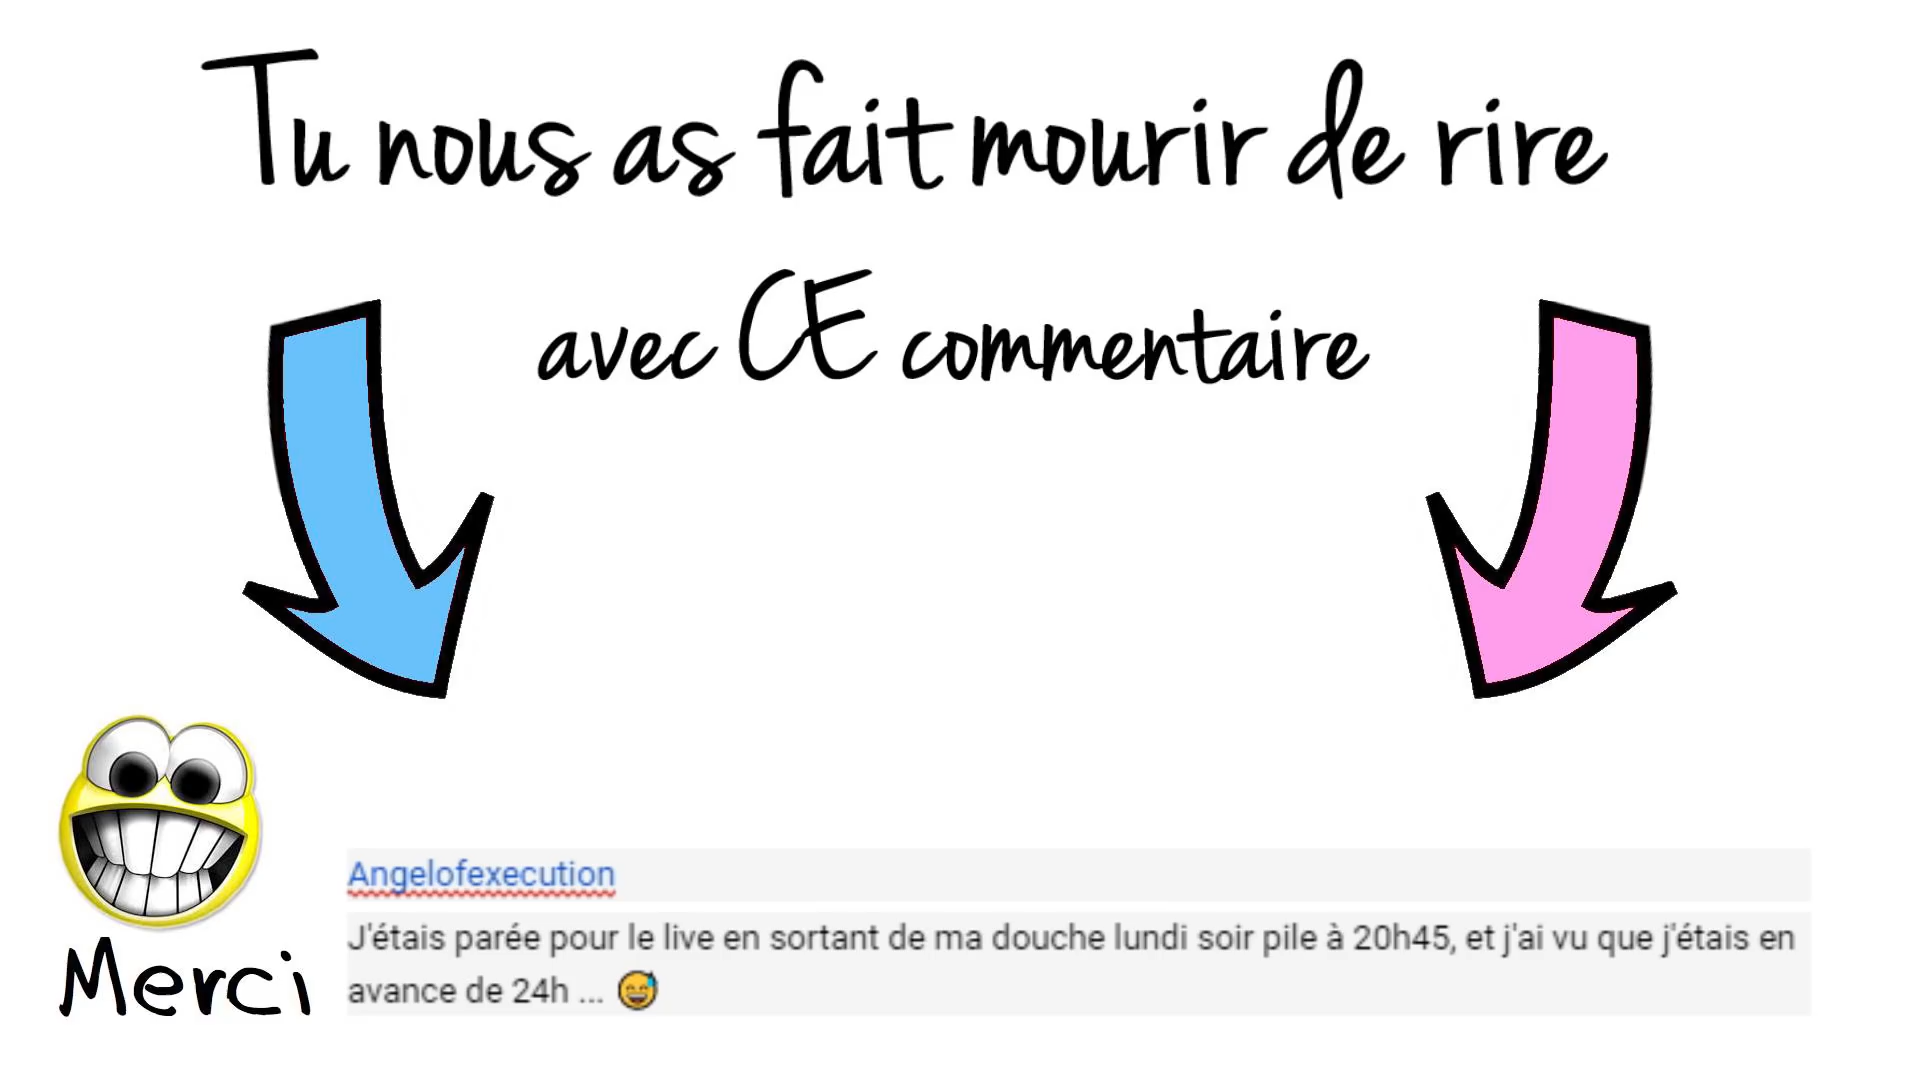 Tu nous as fait mourir de rire
avec CE commentaire
Angelofexecution
J'étais parée pour le live en sortant de ma douche lundi soir pile à 20h45, et j'ai vu que j'étais en
avance de 24h ... 😅
Merci